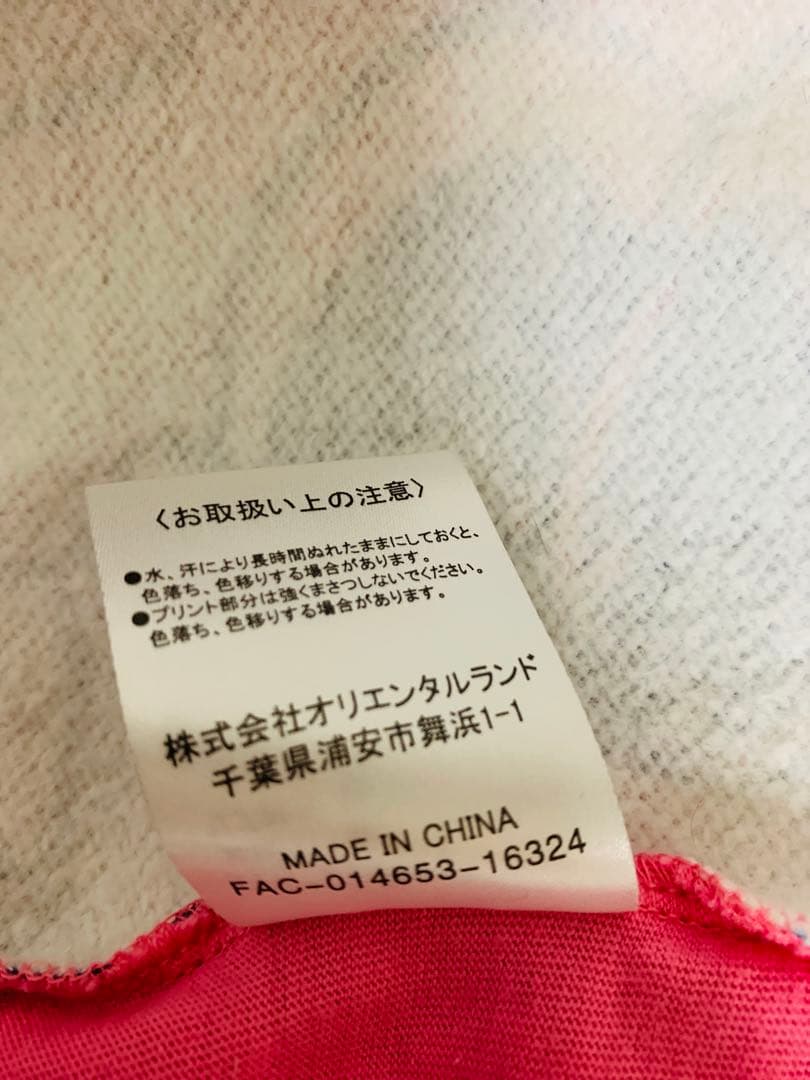 〈お取扱い上の注意〉
●水、汗により長時間ぬれたままにしておくと、
色落ち、色移りする場合があります。
●プリント部分は強くまさつしないでください。
色落ち、色移りする場合があります。
株式会社オリエンタルランド
千葉県浦安市舞浜1-1
MADE IN CHINA
FAC-014653-16324